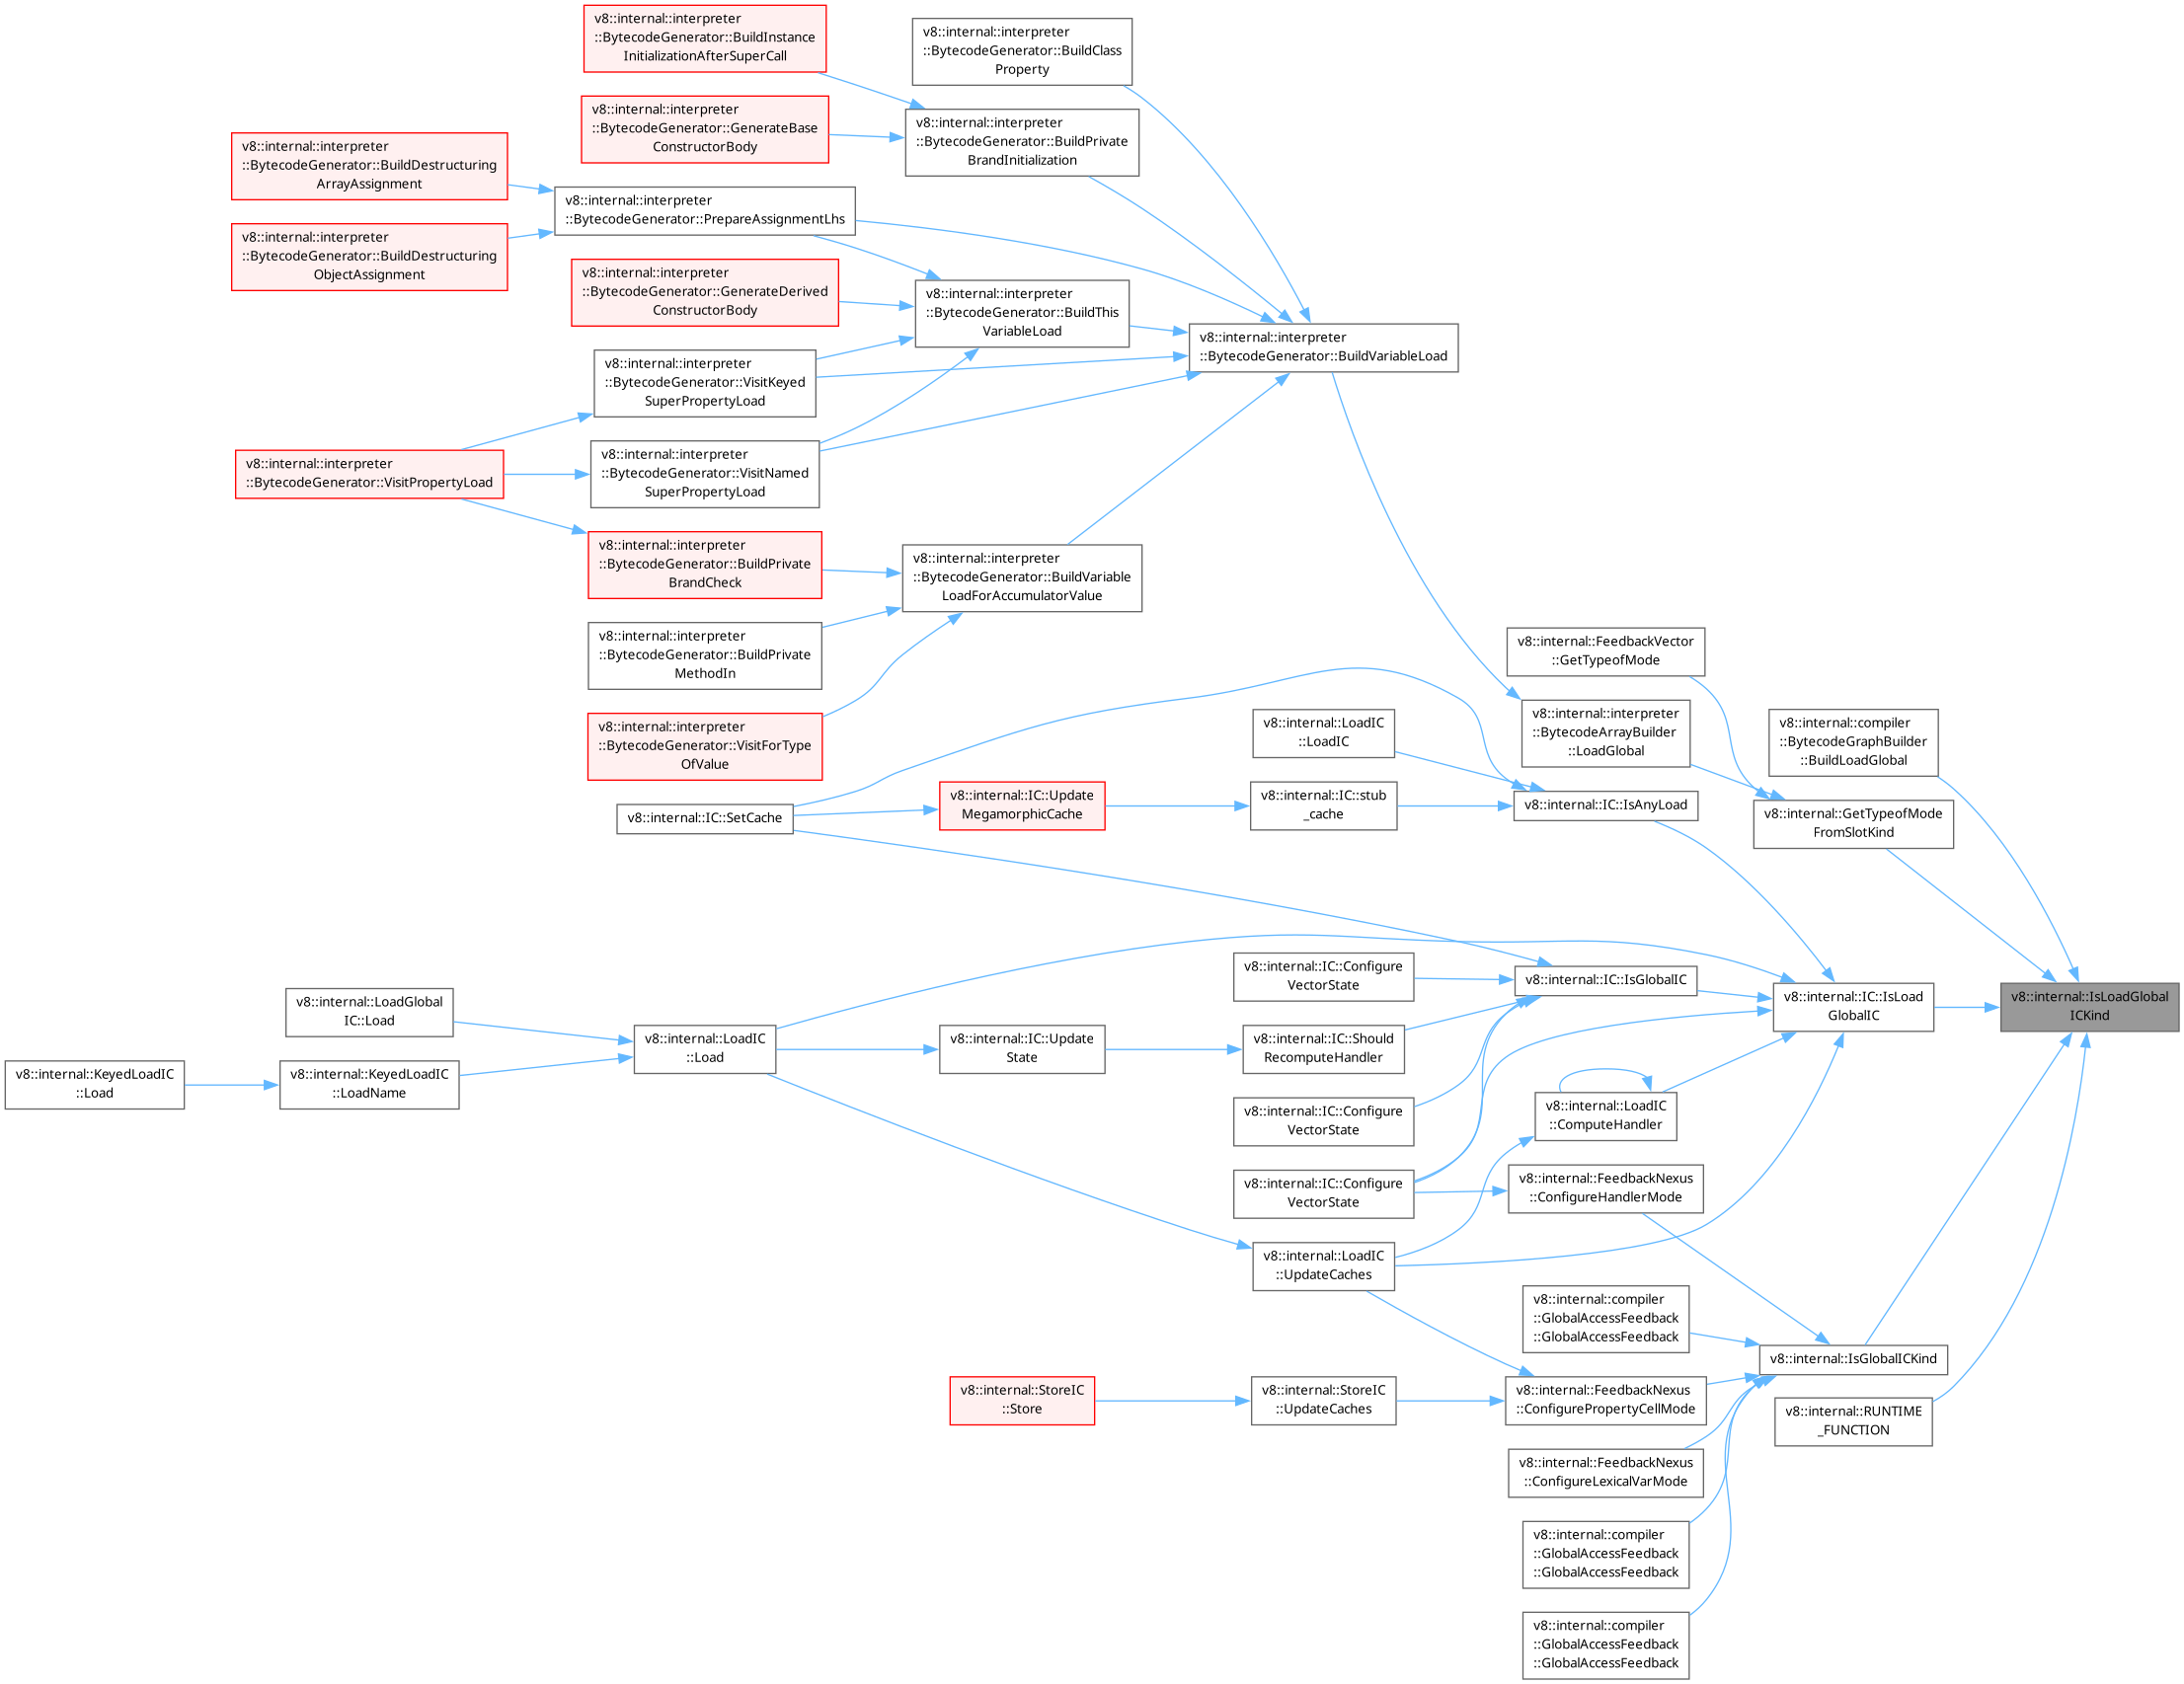 v8::internal::interpreter
::BytecodeGenerator::BuildInstance
InitializationAfterSuperCall
v8::internal::interpreter
::BytecodeGenerator::BuildClass
Property
v8::internal::interpreter
::BytecodeGenerator::GenerateBase
ConstructorBody
v8::internal::interpreter
::BytecodeGenerator::BuildPrivate
BrandInitialization
v8::internal::interpreter
::BytecodeGenerator::BuildDestructuring
ArrayAssignment
v8::internal::interpreter
::BytecodeGenerator::PrepareAssignmentLhs
v8::internal::interpreter
::BytecodeGenerator::BuildDestructuring
ObjectAssignment
v8::internal::interpreter
::BytecodeGenerator::GenerateDerived
ConstructorBody
v8::internal::interpreter
::BytecodeGenerator::BuildThis
VariableLoad
v8::internal::interpreter
::BytecodeGenerator::BuildVariableLoad
v8::internal::interpreter
::BytecodeGenerator::VisitKeyed
SuperPropertyLoad
v8::internal::interpreter
::BytecodeGenerator::VisitPropertyLoad
v8::internal::interpreter
::BytecodeGenerator::VisitNamed
SuperPropertyLoad
v8::internal::interpreter
::BytecodeGenerator::BuildPrivate
BrandCheck
v8::internal::interpreter
::BytecodeGenerator::BuildVariable
LoadForAccumulatorValue
v8::internal::interpreter
::BytecodeGenerator::BuildPrivate
MethodIn
v8::internal::FeedbackVector
::GetTypeofMode
v8::internal::interpreter
::BytecodeGenerator::VisitForType
OfValue
v8::internal::LoadIC
::LoadIC
v8::internal::interpreter
::BytecodeArrayBuilder
::LoadGlobal
v8::internal::compiler
::BytecodeGraphBuilder
::BuildLoadGlobal
v8::internal::IC::SetCache
v8::internal::IC::Update
MegamorphicCache
v8::internal::IC::stub
_cache
v8::internal::IC::IsAnyLoad
v8::internal::GetTypeofMode
FromSlotKind
v8::internal::IC::Configure
VectorState
v8::internal::IC::IsGlobalIC
v8::internal::IC::IsLoad
GlobalIC
v8::internal::IsLoadGlobal
ICKind
v8::internal::LoadGlobal
IC::Load
v8::internal::LoadIC
::Load
v8::internal::IC::Update
State
v8::internal::IC::Should
RecomputeHandler
v8::internal::KeyedLoadIC
::Load
v8::internal::KeyedLoadIC
::LoadName
v8::internal::IC::Configure
VectorState
v8::internal::LoadIC
::ComputeHandler
v8::internal::IC::Configure
VectorState
v8::internal::FeedbackNexus
::ConfigureHandlerMode
v8::internal::LoadIC
::UpdateCaches
v8::internal::compiler
::GlobalAccessFeedback
::GlobalAccessFeedback
v8::internal::IsGlobalICKind
v8::internal::StoreIC
::Store
v8::internal::StoreIC
::UpdateCaches
v8::internal::FeedbackNexus
::ConfigurePropertyCellMode
v8::internal::RUNTIME
_FUNCTION
v8::internal::FeedbackNexus
::ConfigureLexicalVarMode
v8::internal::compiler
::GlobalAccessFeedback
::GlobalAccessFeedback
v8::internal::compiler
::GlobalAccessFeedback
::GlobalAccessFeedback